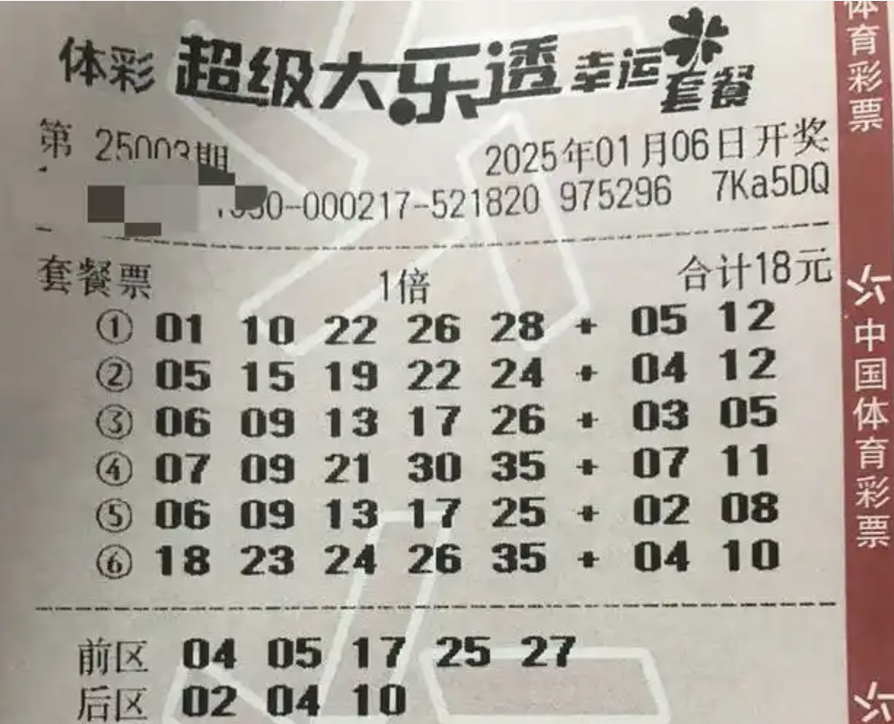 体彩 超级大乐透 幸运套餐
第 25003期 2025年01月06日开奖
-000217-521820 975296 7Ka5DQ
套餐票 1倍 合计18元
① 01 10 22 26 28 + 05 12
② 05 15 19 22 24 + 04 12
③ 06 09 13 17 26 + 03 05
④ 07 09 21 30 35 + 07 11
⑤ 06 09 13 17 25 + 02 08
⑥ 18 23 24 26 35 + 04 10
前区 04 05 17 25 27
后区 02 04 10
体育彩票
中国体育彩票